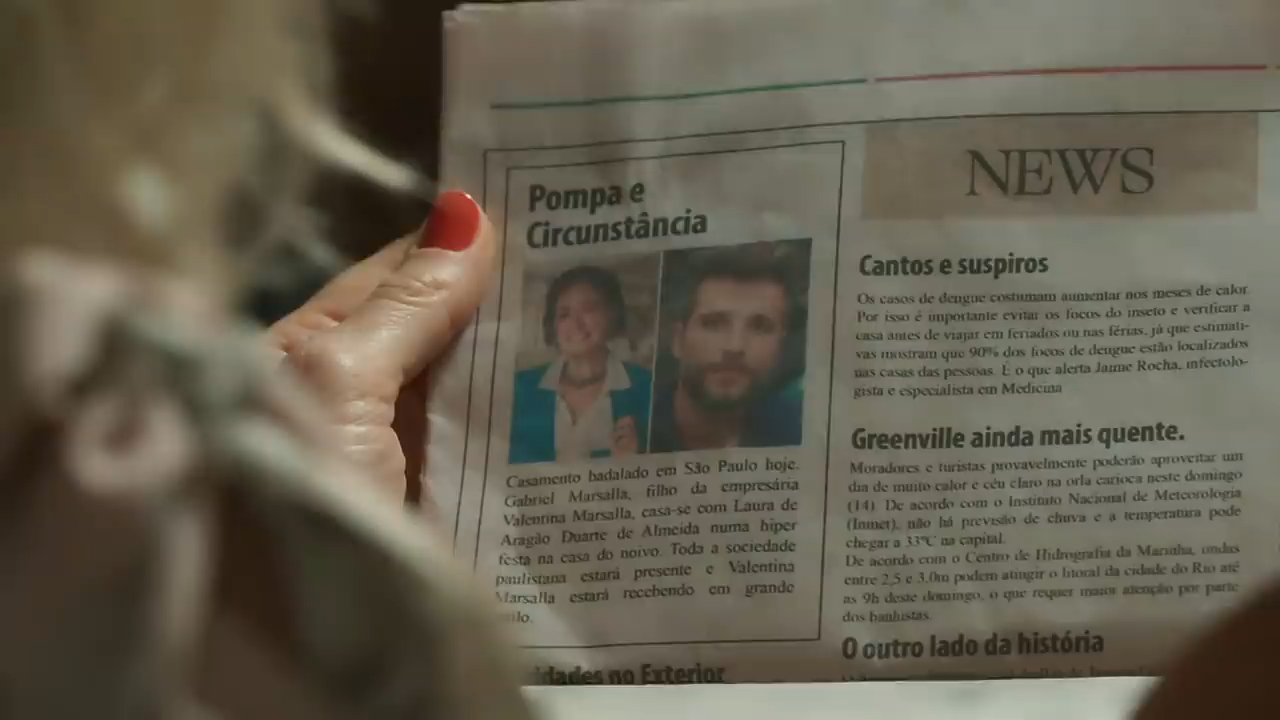 Pompa e
Circunstância
Casamento badalado em São Paulo hoje.
Gabriel Marsalla, filho da empresária
Valentina Marsalla, casa-se com Laura de
Aragão Duarte de Almeida numa hiper
festa na casa do noivo. Toda a sociedade
paulistana estará presente e Valentina
Marsalla estará recebendo em grande
dades no Exterior
NEWS
Cantos e suspiros
Os casos de dengue costumam aumentar nos meses de calor.
Por isso é importante evitar os focos do inseto e verificar a
casa antes de viajar em feriados ou nas férias, já que estimati-
vas mostram que 90% dos focos de dengue estão localizados
nas casas das pessoas. É o que alerta Jaime Rocha, infectolo-
gista e especialista em Medicina
Greenville ainda mais quente.
Moradores e turistas provavelmente poderão aproveitar um
dia de muito calor e céu claro na orla carioca neste domingo
(14). De acordo com o Instituto Nacional de Meteorologia
(Inmet), não há previsão de chuva e a temperatura pode
chegar a 33°C na capital.
De acordo com o Centro de Hidrografia da Marinha, ondas
entre 2,5 e 3,0m podem atingir o litoral da cidade do Rio até
as 9h deste domingo, o que requer maior atenção por parte
dos banhistas.
O outro lado da história